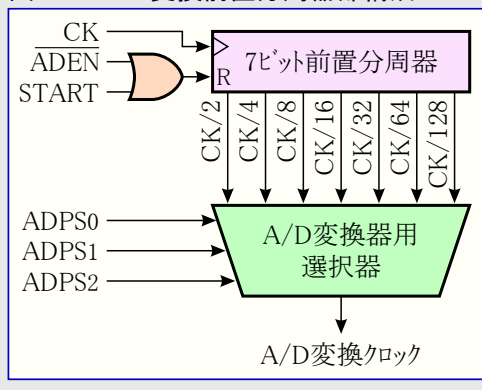 CK
ADEN
START
R
7ビット前置分周器
CK/2
CK/4
CK/8
CK/16
CK/32
CK/64
CK/128
ADPS0
ADPS1
ADPS2
A/D変換器用
選択器
A/D変換クロック